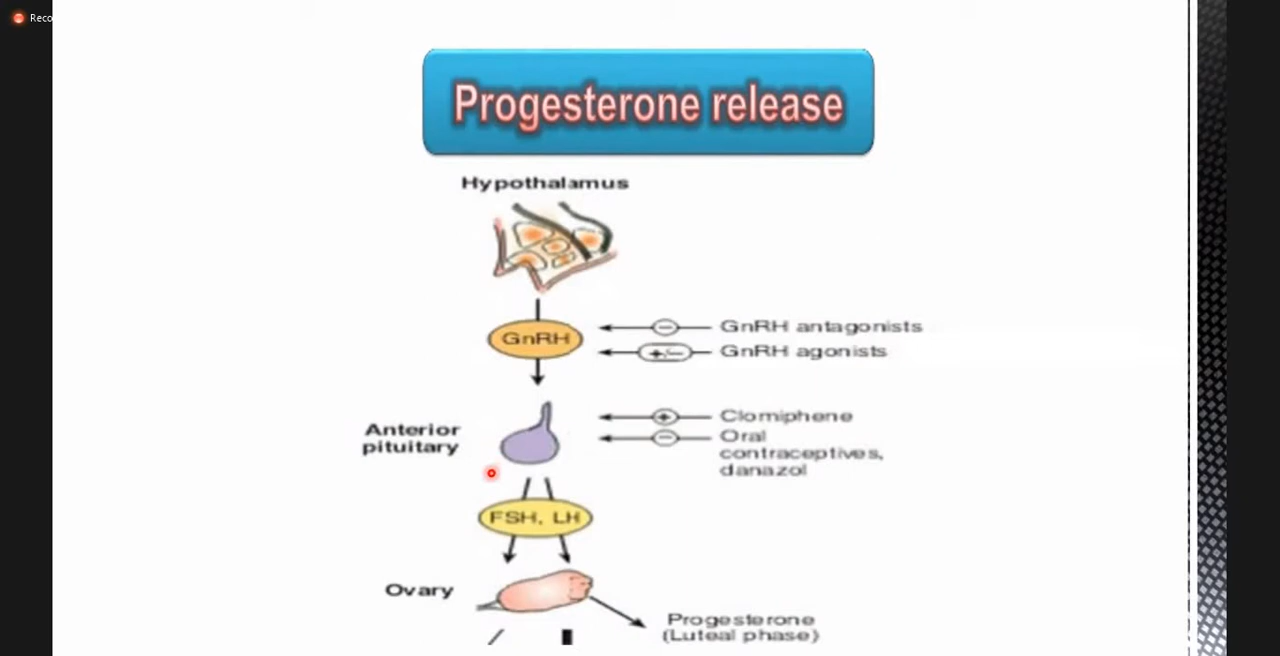 Reco
Progesterone release
Hypothalamus
GnRH
− GnRH antagonists
+/− GnRH agonists
Anterior
pituitary
+ Clomiphene
− Oral
contraceptives,
danazol
FSH, LH
Ovary
Progesterone
(Luteal phase)